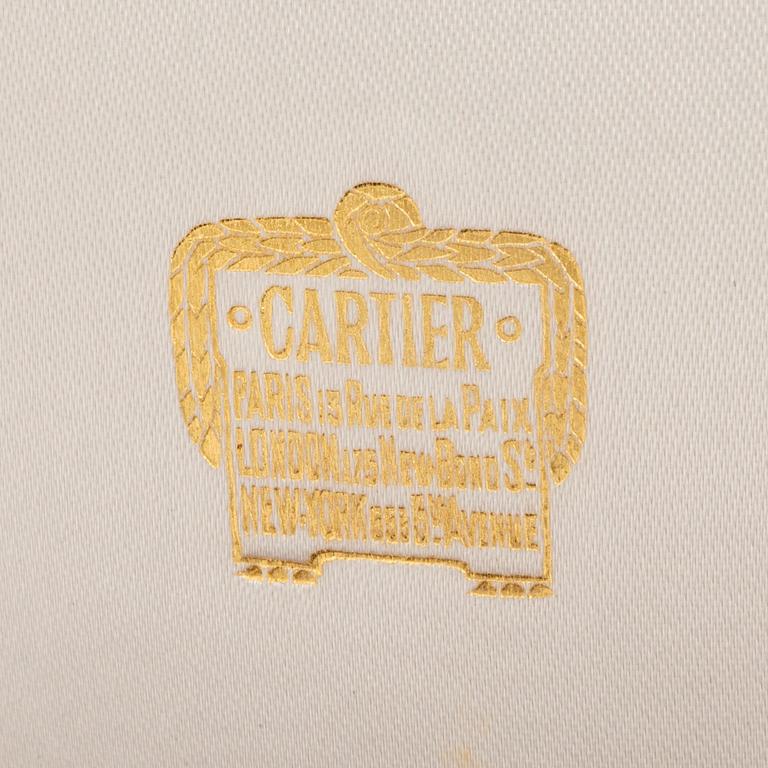 CARTIER
PARIS 13 RUE DE LA PAIX
LONDON 175 NEW-BOND ST
NEW-YORK 653 5TH AVENUE